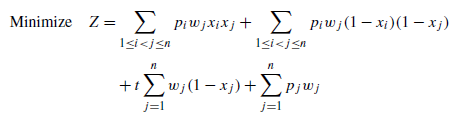 Minimize Z = ∑_{1≤i<j≤n} p_i w_j x_i x_j + ∑_{1≤i<j≤n} p_i w_j (1 − x_i)(1 − x_j)
+ t ∑_{j=1}^{n} w_j (1 − x_j) + ∑_{j=1}^{n} p_j w_j